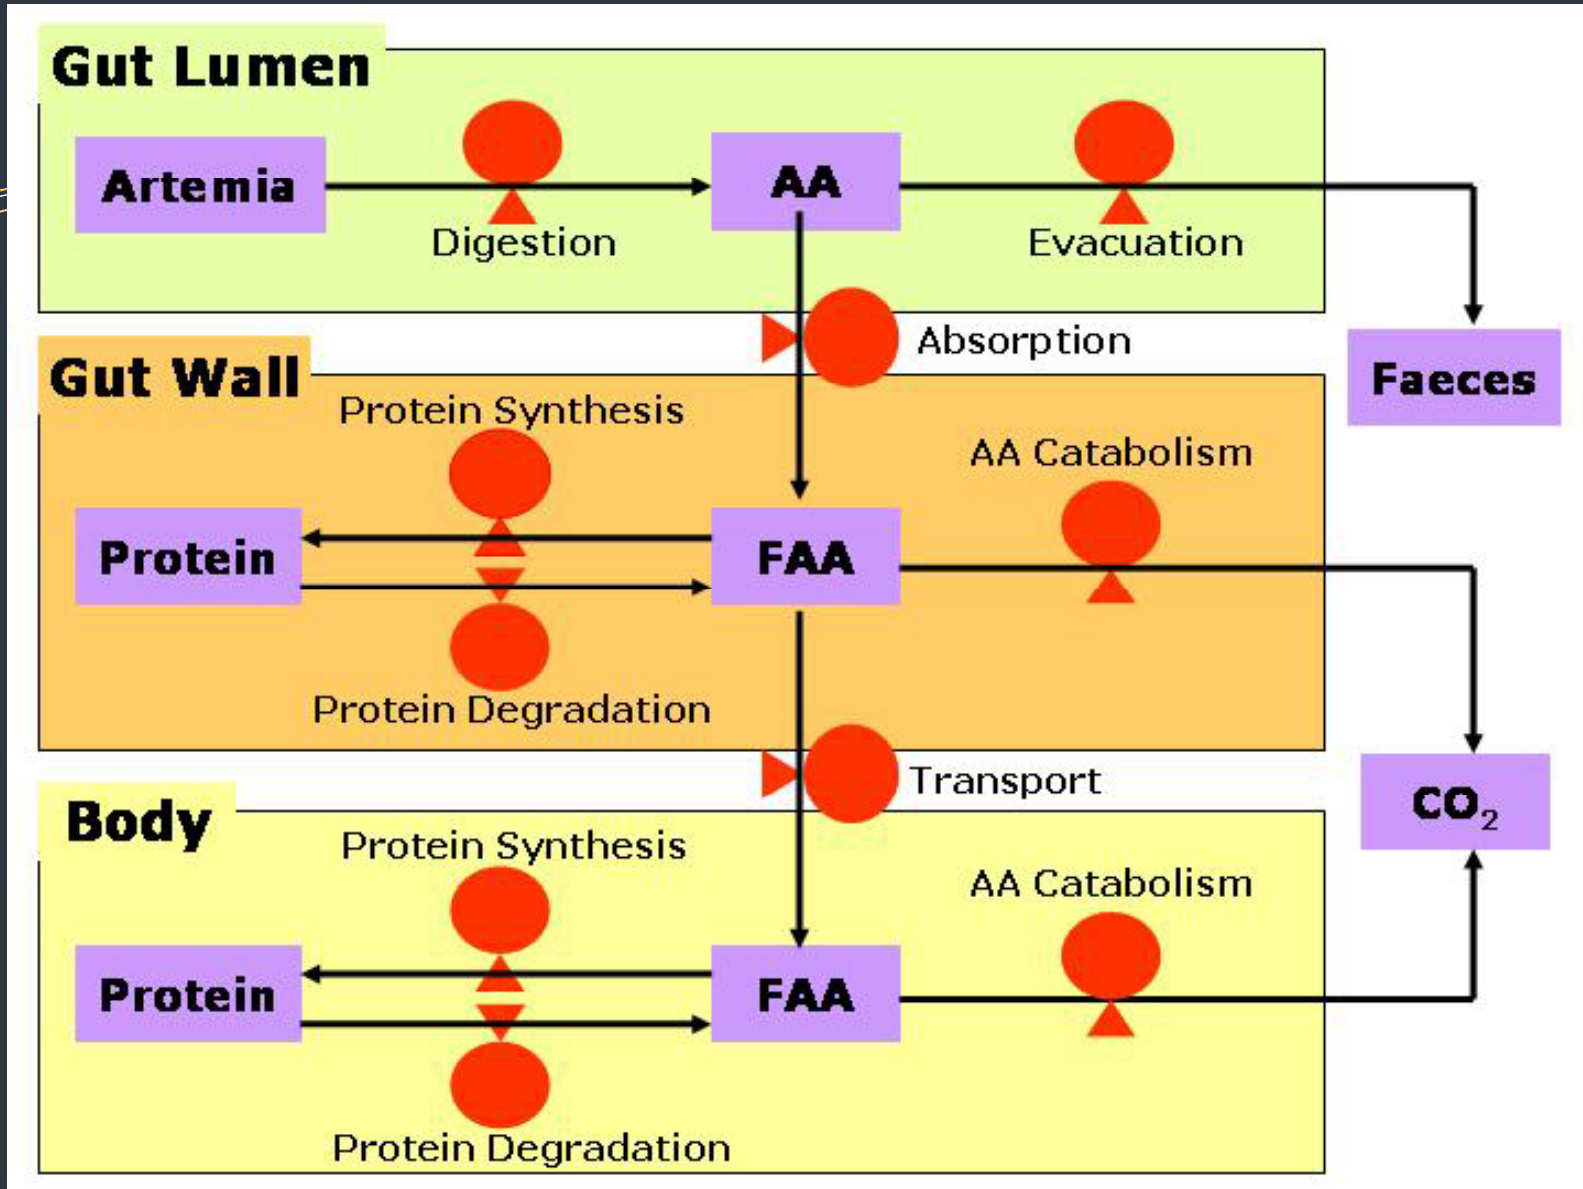 Gut Lumen
Artemia
AA
Digestion
Evacuation
Absorption
Faeces
Gut Wall
Protein Synthesis
AA Catabolism
Protein
FAA
Protein Degradation
Transport
CO₂
Body
Protein Synthesis
AA Catabolism
Protein
FAA
Protein Degradation